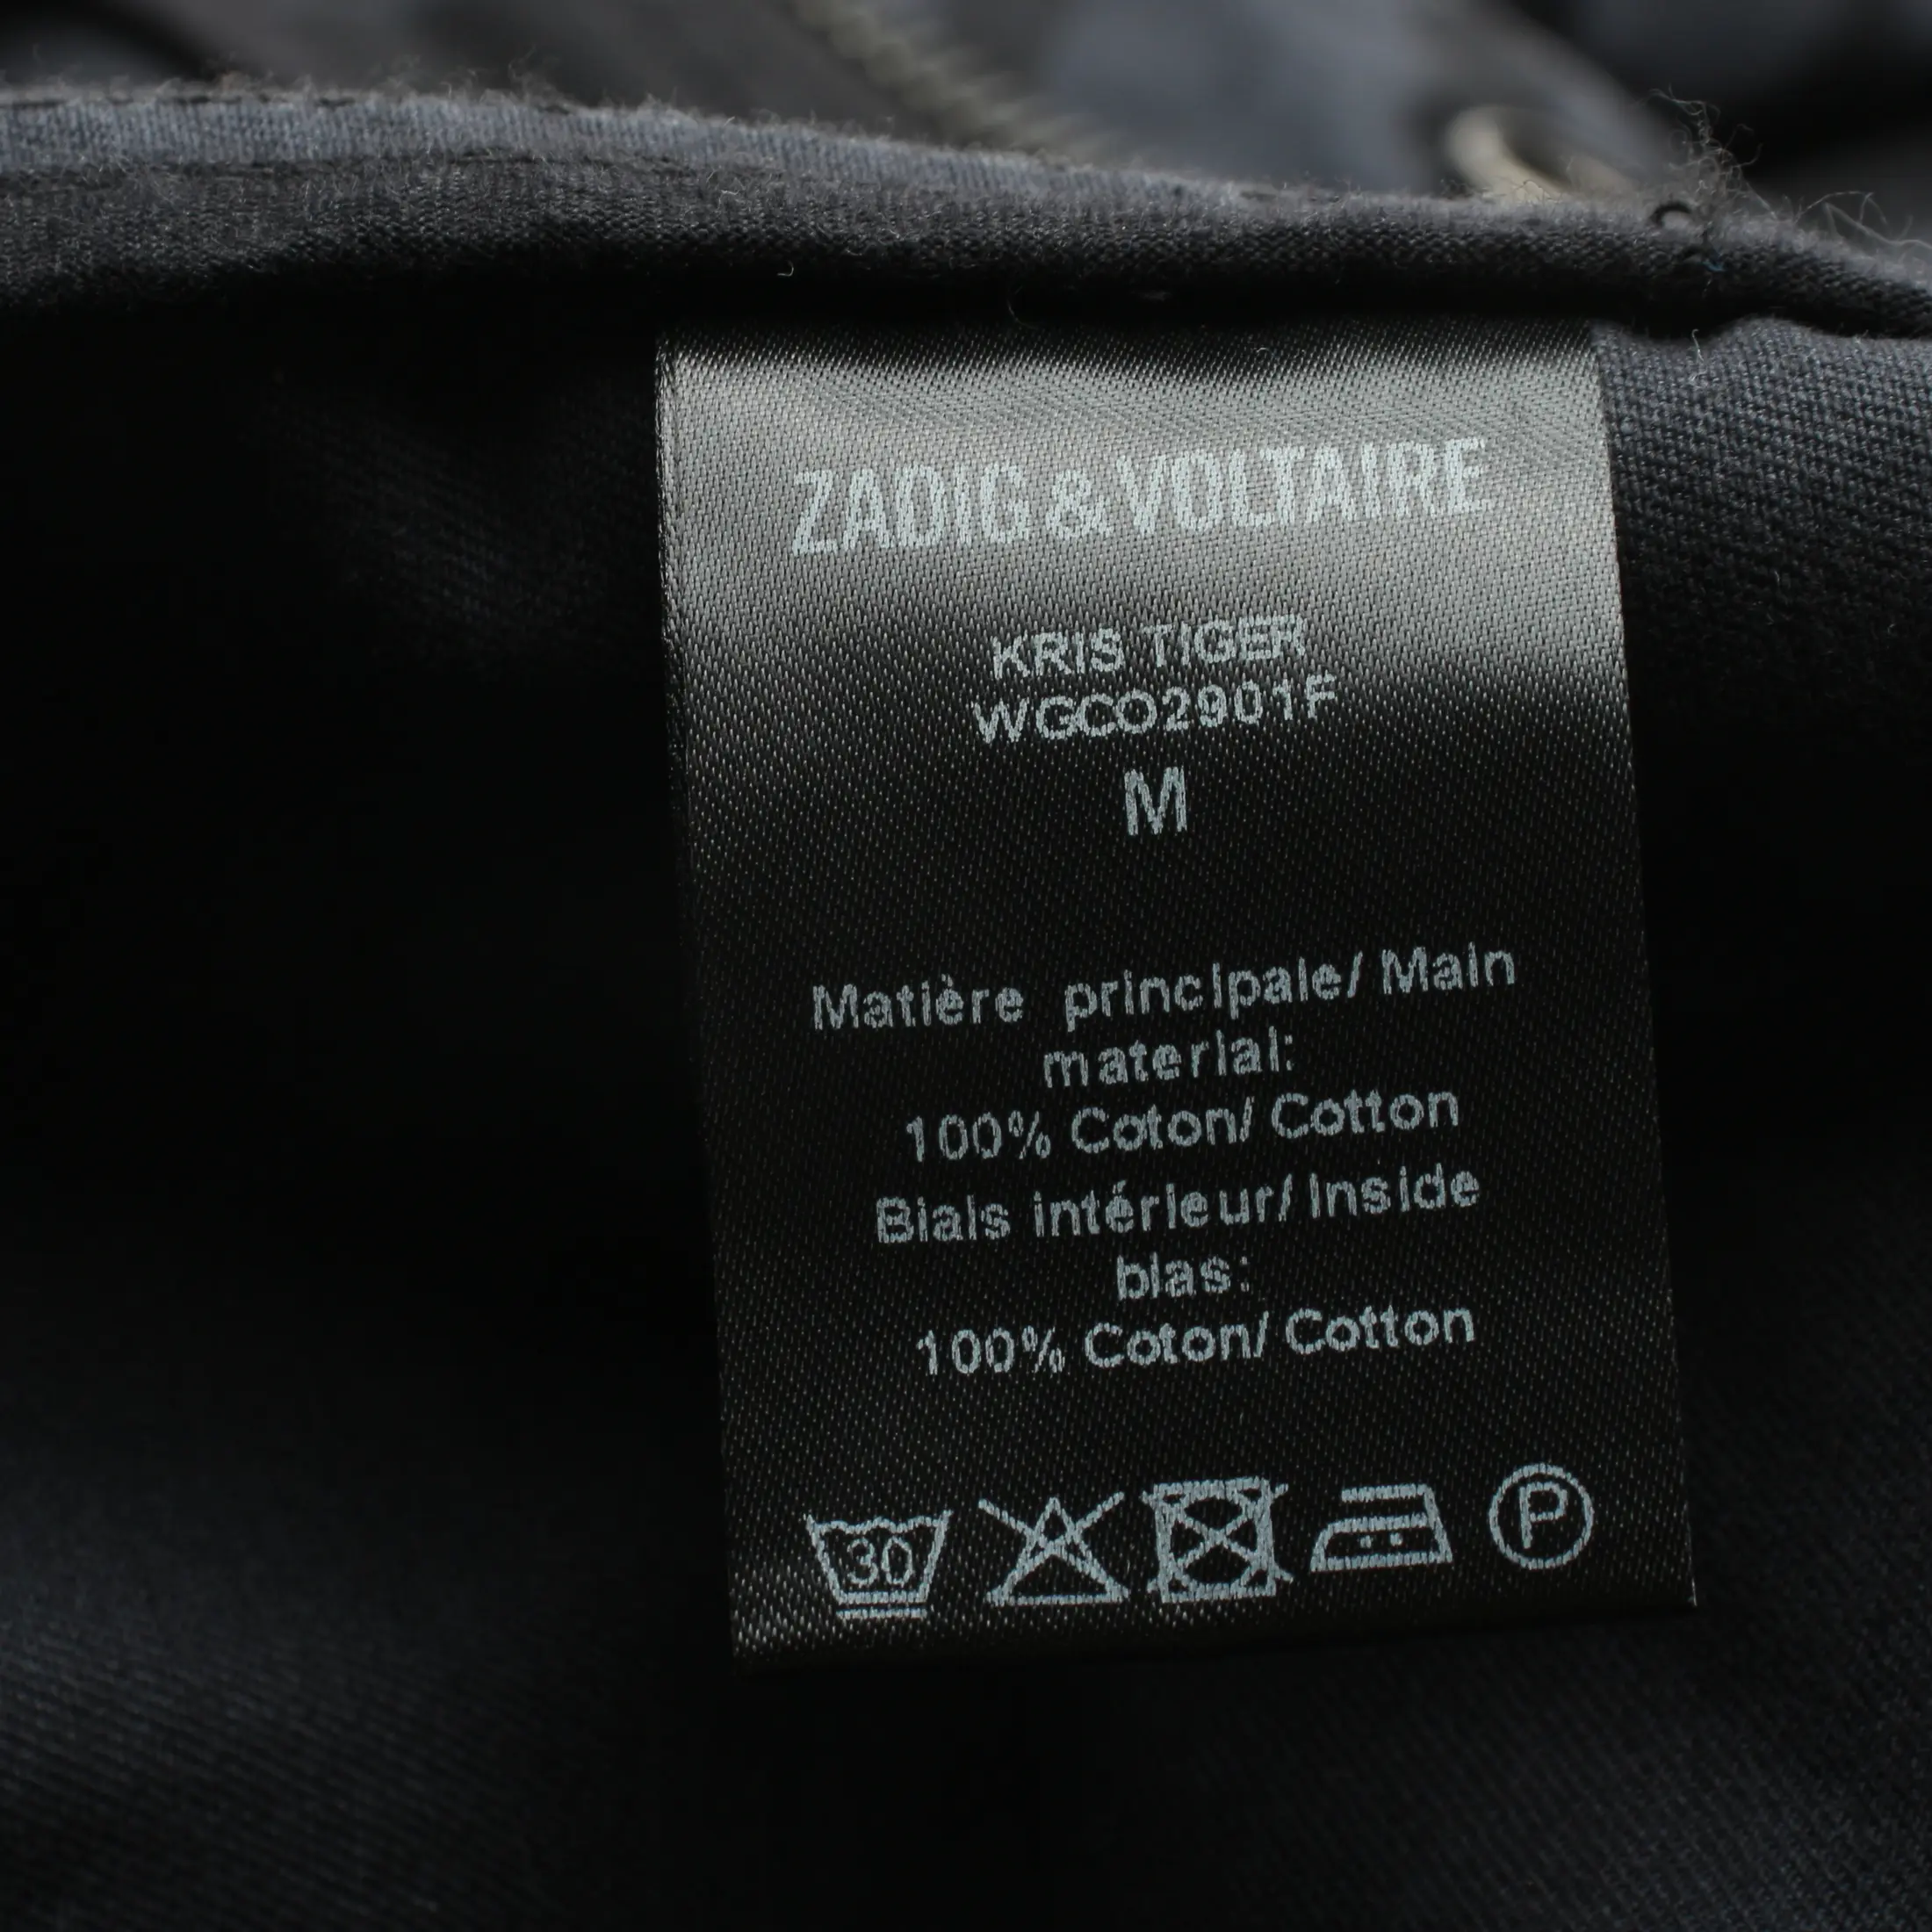 ZADIG & VOLTAIRE
KRIS TIGER
WGCO2901F
M
Matière principale/ Main
material:
100% Coton/ Cotton
Biais intérieur/ Inside
bias:
100% Coton/ Cotton
30 P